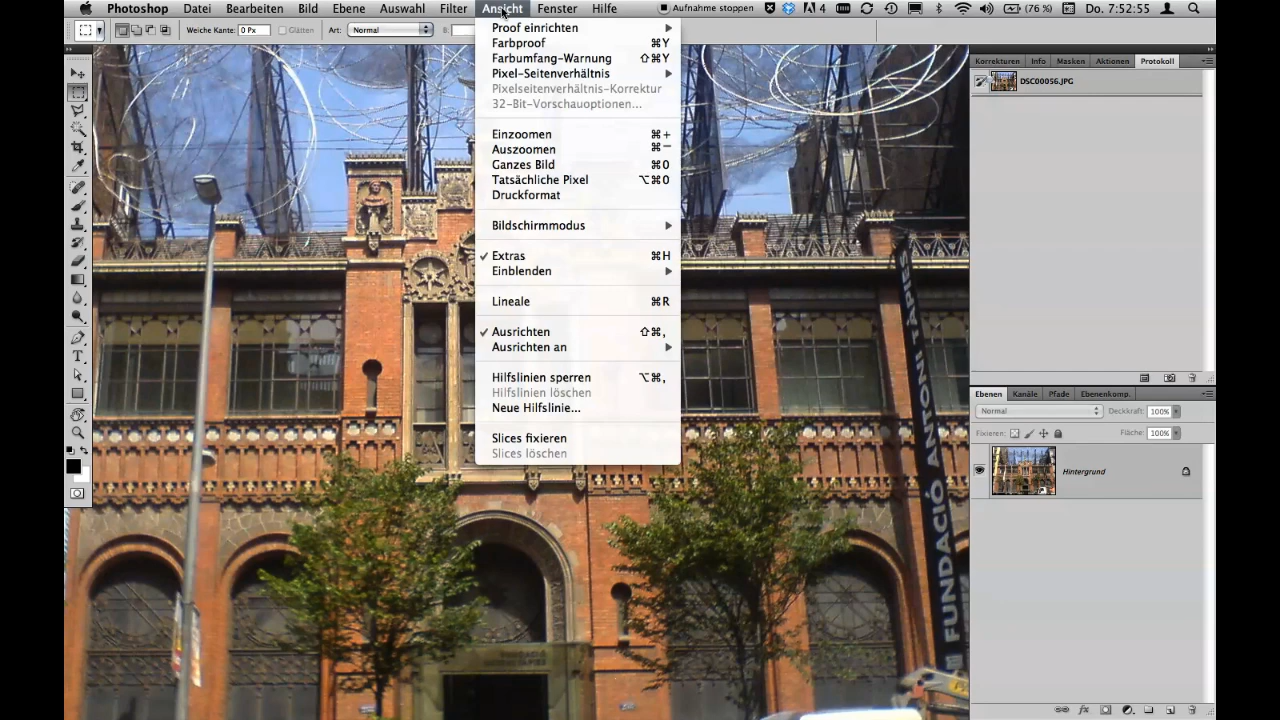 Photoshop Datei Bearbeiten Bild Ebene Auswahl Filter Ansicht Fenster Hilfe Aufnahme stoppen 4 (76 %) Do. 7:52:55
Weiche Kante: 0 Px Glätten Art: Normal B:
Proof einrichten
Farbproof ⌘Y
Farbumfang-Warnung ⇧⌘Y
Pixel-Seitenverhältnis
Pixelseitenverhältnis-Korrektur
32-Bit-Vorschauoptionen...
Einzoomen ⌘+
Auszoomen ⌘−
Ganzes Bild ⌘0
Tatsächliche Pixel ⌥⌘0
Druckformat
Bildschirmmodus
✓ Extras ⌘H
Einblenden
Lineale ⌘R
✓ Ausrichten ⇧⌘,
Ausrichten an
Hilfslinien sperren ⌥⌘,
Hilfslinien löschen
Neue Hilfslinie...
Slices fixieren
Slices löschen
Korrekturen Info Masken Aktionen Protokoll
DSC00056.JPG
Ebenen Kanäle Pfade Ebenenkomp.
Normal Deckkraft: 100%
Fixieren: Fläche: 100%
Hintergrund
FUNDACIÓ ANTONI TÀPIES